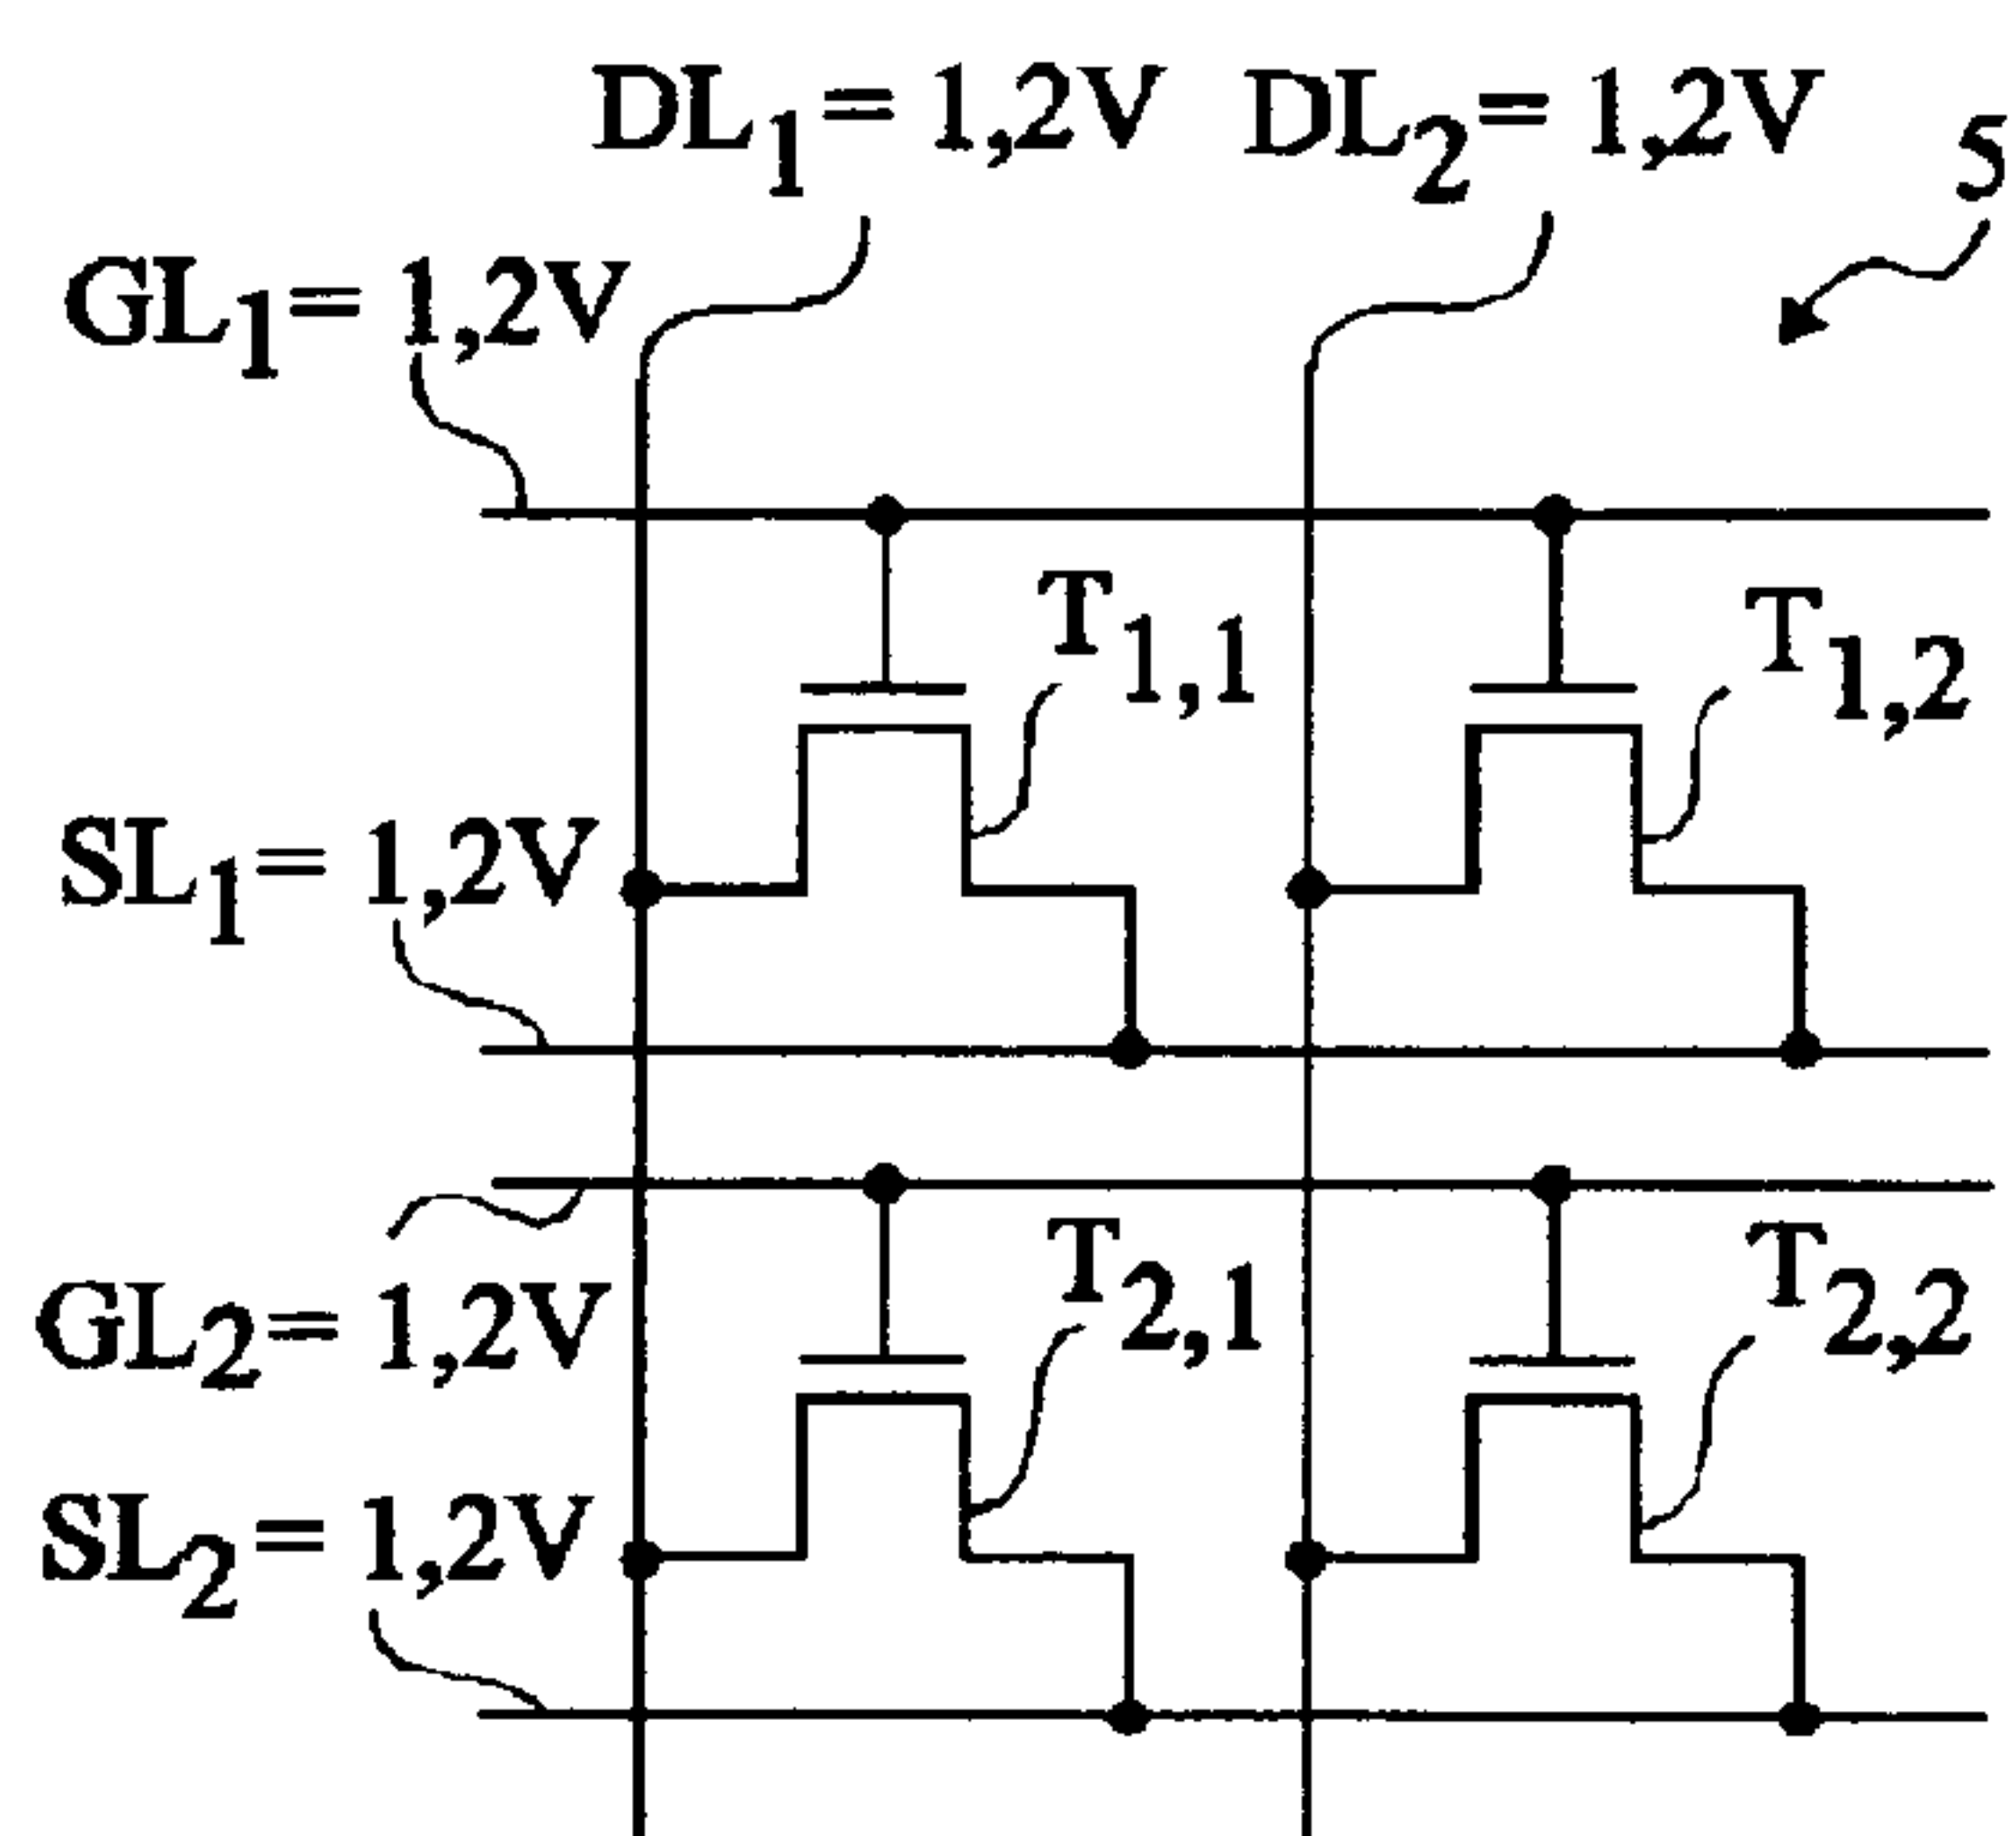 DL1= 1,2V DL2= 1,2V
5
GL1= 1,2V
T1,1
T1,2
SL1= 1,2V
T2,1
T2,2
GL2= 1,2V
SL2= 1,2V